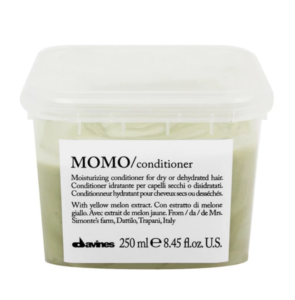 MOMO/conditioner
Moisturizing conditioner for dry or dehydrated hair.
Conditioner idratante per capelli secchi o disidratati.
Conditionneur hydratant pour cheveux secs ou desséchés.
With yellow melon extract. Con estratto di melone
giallo. Avec extrait de melon jaune. From / da / de Mrs.
Simonte's farm, Dattilo, Trapani, Italy
davines 250 ml ℮ 8.45 fl.oz. U.S.